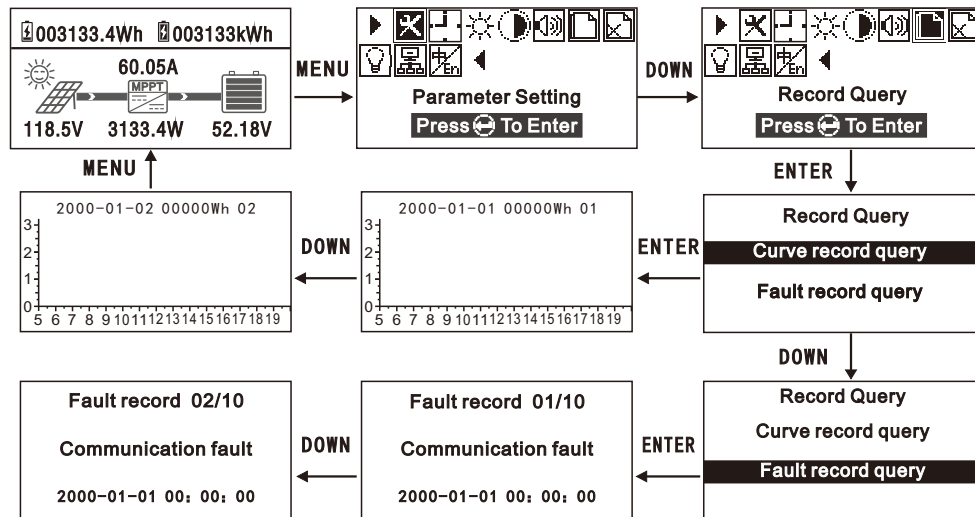 003133.4Wh 003133kWh
60.05A
MPPT
118.5V 3133.4W 52.18V
MENU
中/En
Parameter Setting
Press To Enter
DOWN
中/En
Record Query
Press To Enter
MENU
ENTER
2000-01-02 00000Wh 02
3
2
1
0
5 6 7 8 9 10 11 12 13 14 15 16 17 18 19
DOWN
2000-01-01 00000Wh 01
3
2
1
0
5 6 7 8 9 10 11 12 13 14 15 16 17 18 19
ENTER
Record Query
Curve record query
Fault record query
DOWN
Fault record 02/10
Communication fault
2000-01-01 00: 00: 00
DOWN
Fault record 01/10
Communication fault
2000-01-01 00: 00: 00
ENTER
Record Query
Curve record query
Fault record query